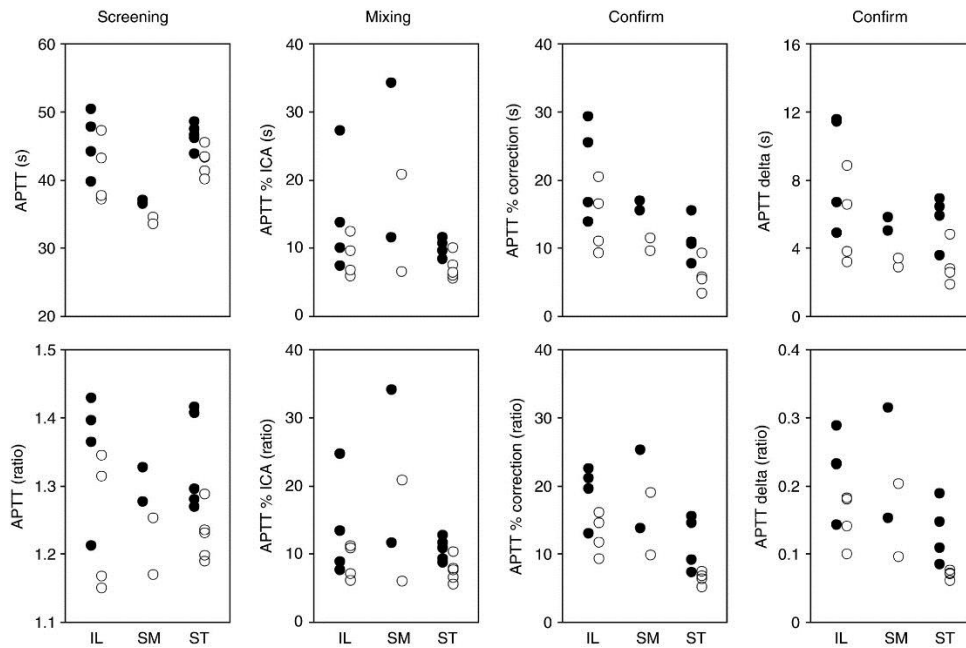 Screening
Mixing
Confirm
Confirm
APTT (s)
60
50
40
30
20
APTT % ICA (s)
40
30
20
10
0
APTT % correction (s)
40
30
20
10
0
APTT delta (s)
16
12
8
4
0
APTT (ratio)
1.5
1.4
1.3
1.2
1.1
IL SM ST
APTT % ICA (ratio)
40
30
20
10
0
IL SM ST
APTT % correction (ratio)
40
30
20
10
0
IL SM ST
APTT delta (ratio)
0.4
0.3
0.2
0.1
0
IL SM ST